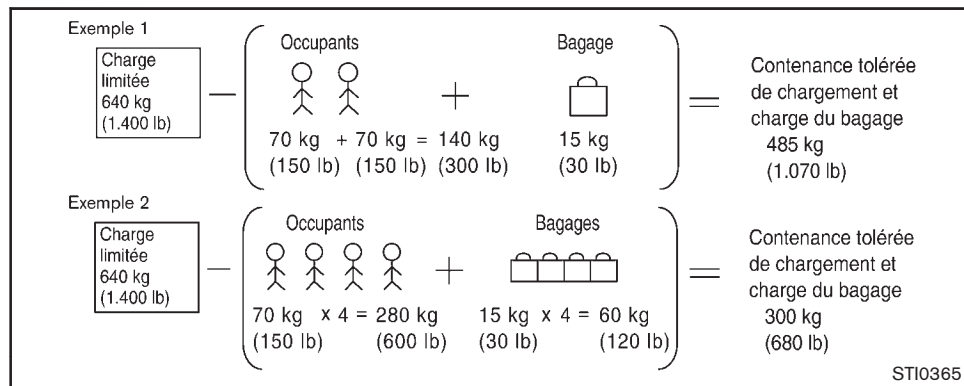 Exemple 1
Charge
limitée
640 kg
(1.400 lb)
Occupants
70 kg + 70 kg = 140 kg
(150 lb) (150 lb) (300 lb)
+
Bagage
15 kg
(30 lb)
=
Contenance tolérée
de chargement et
charge du bagage
485 kg
(1.070 lb)
Exemple 2
Charge
limitée
640 kg
(1.400 lb)
Occupants
70 kg x 4 = 280 kg
(150 lb) (600 lb)
+
Bagages
15 kg x 4 = 60 kg
(30 lb) (120 lb)
=
Contenance tolérée
de chargement et
charge du bagage
300 kg
(680 lb)
STI0365